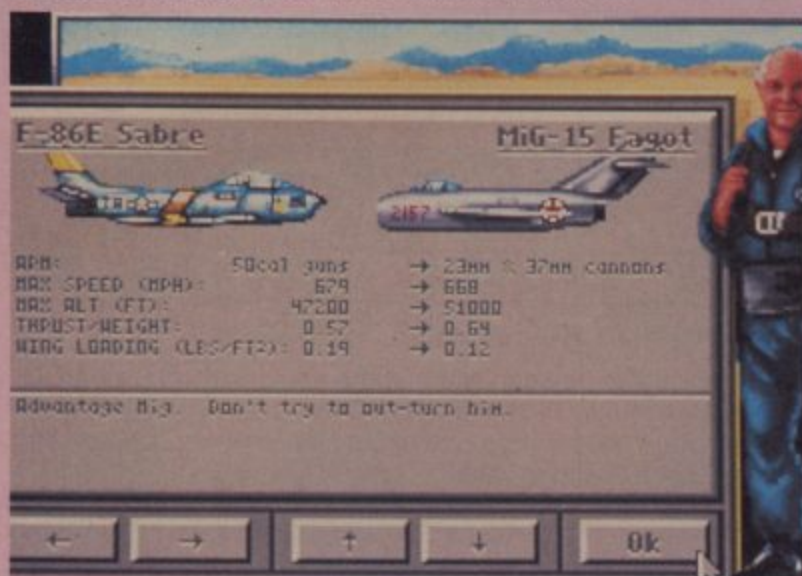 F-86E Sabre
MiG-15 Fagot
ARM: 50cal guns → 23MM & 37MM cannons
MAX SPEED (MPH): 679 → 668
MAX ALT (FT): 47200 → 51000
THRUST/WEIGHT: 0.57 → 0.64
WING LOADING (LBS/FT2): 0.19 → 0.12
Advantage Mig. Don't try to out-turn him.
← → ↑ ↓ Ok
2157